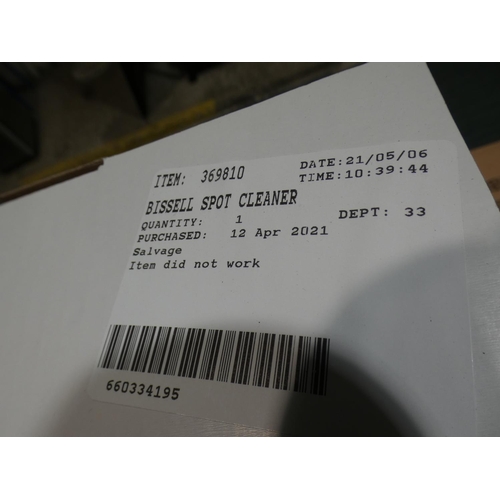 ITEM: 369810 DATE:21/05/06
TIME:10:39:44
BISSELL SPOT CLEANER
QUANTITY: 1 DEPT: 33
PURCHASED: 12 Apr 2021
Salvage
Item did not work
660334195